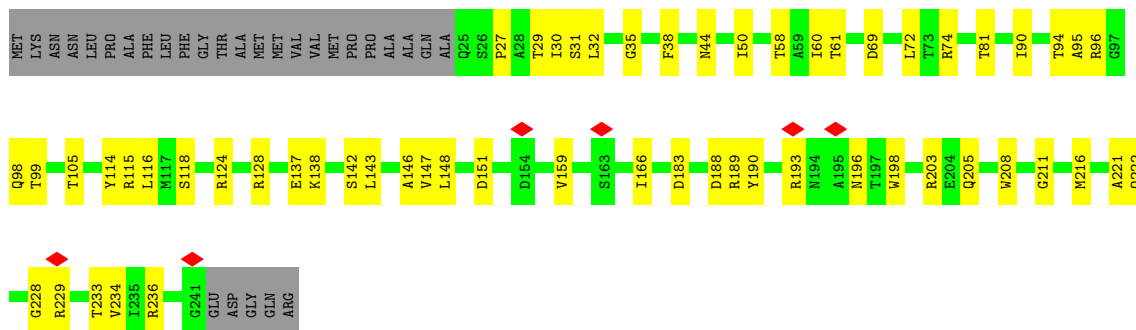 MET LYS ASN ASN LEU PRO ALA PHE LEU PHE GLY THR ALA MET MET VAL VAL MET PRO PRO ALA ALA GLN ALA Q25 S26 P27 A28 T29 I30 S31 L32 G35 F38 N44 I50 T58 A59 I60 T61 D69 L72 T73 R74 T81 I90 T94 A95 R96 G97
Q98 T99 T105 Y114 R115 L116 M117 S118 R124 R128 E137 K138 S142 L143 A146 V147 L148 D151 D154 V159 S163 I166 D183 D188 R189 Y190 R193 N194 A195 N196 T197 W198 R203 E204 Q205 W208 G211 M216 A221
G228 R229 T233 V234 I235 R236 G241 GLU ASP GLY GLN ARG